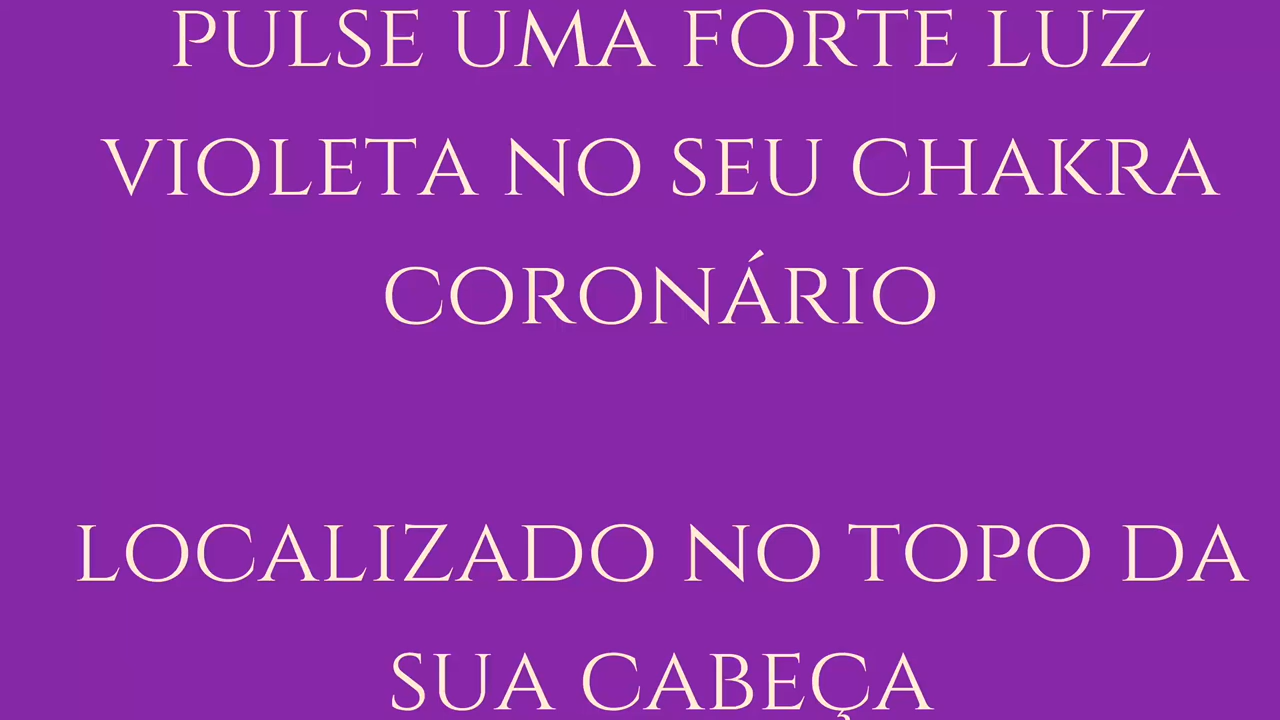 PULSE UMA FORTE LUZ
VIOLETA NO SEU CHAKRA
CORONÁRIO
LOCALIZADO NO TOPO DA
SUA CABEÇA